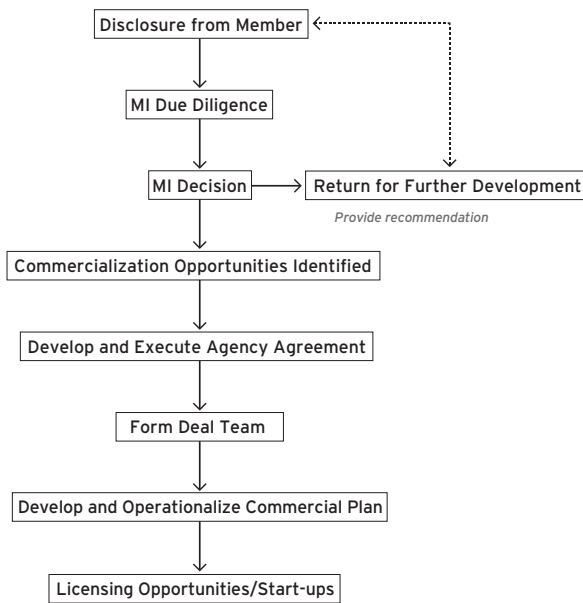 Disclosure from Member
MI Due Diligence
MI Decision
Return for Further Development
Provide recommendation
Commercialization Opportunities Identified
Develop and Execute Agency Agreement
Form Deal Team
Develop and Operationalize Commercial Plan
Licensing Opportunities/Start-ups